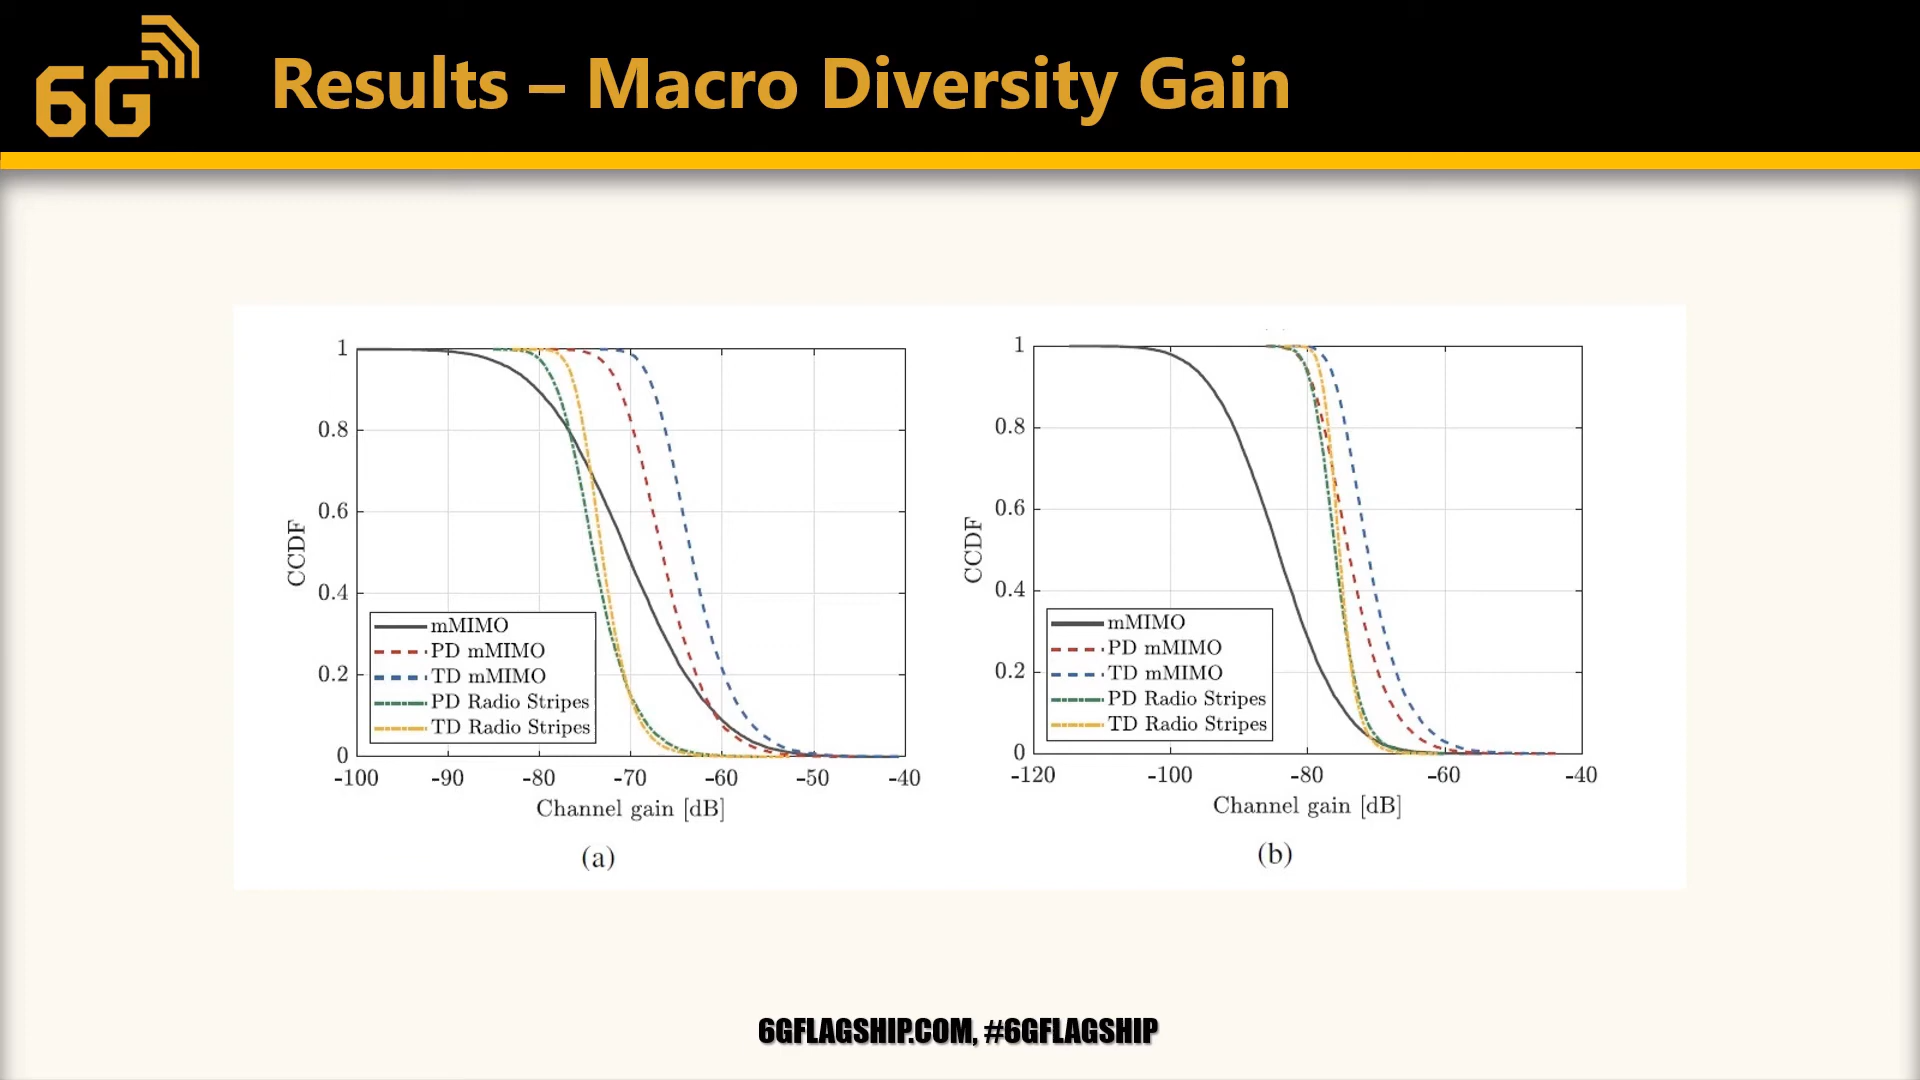 6G
Results – Macro Diversity Gain
1
0.8
0.6
0.4
0.2
0
CCDF
mMIMO
PD mMIMO
TD mMIMO
PD Radio Stripes
TD Radio Stripes
-100 -90 -80 -70 -60 -50 -40
Channel gain [dB]
(a)
1
0.8
0.6
0.4
0.2
0
CCDF
mMIMO
PD mMIMO
TD mMIMO
PD Radio Stripes
TD Radio Stripes
-120 -100 -80 -60 -40
Channel gain [dB]
(b)
6GFLAGSHIP.COM, #6GFLAGSHIP